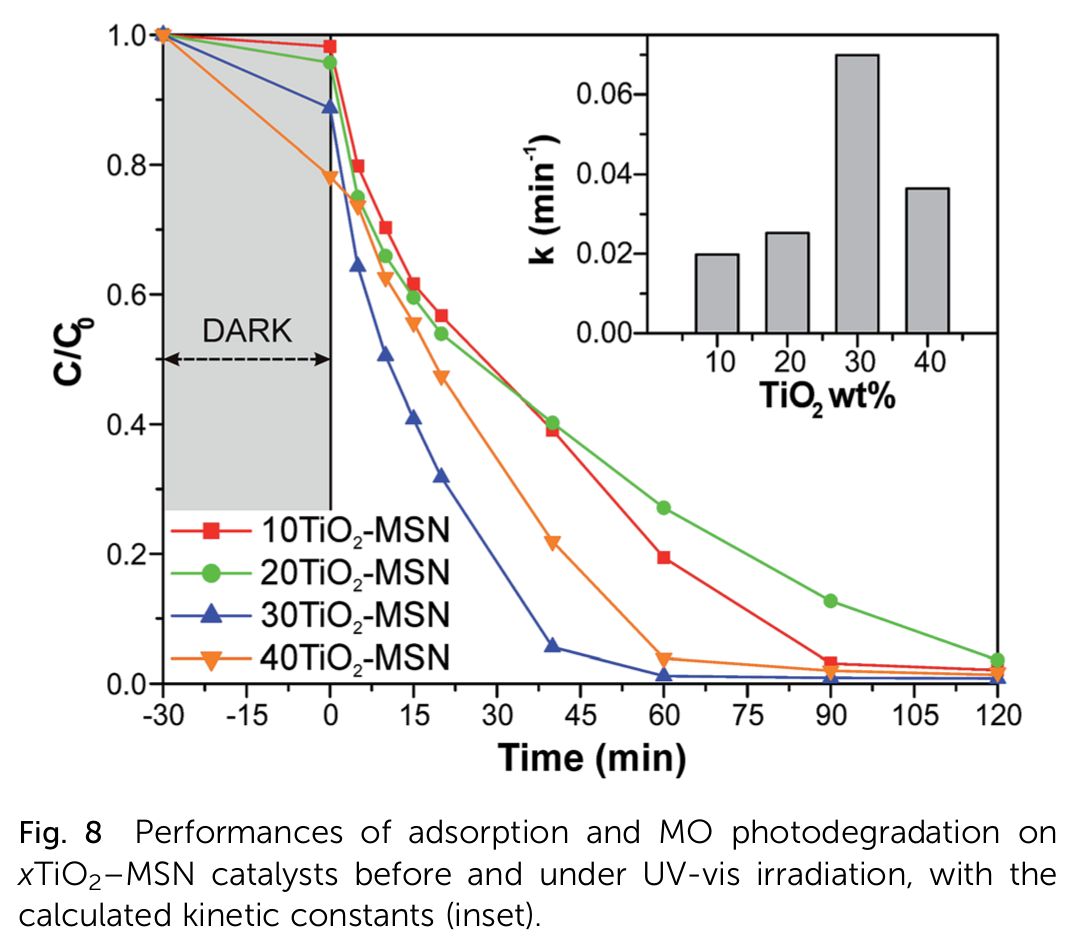 1.0
0.8
0.6
0.4
0.2
0.0
C/C₀
DARK
10TiO₂-MSN
20TiO₂-MSN
30TiO₂-MSN
40TiO₂-MSN
-30 -15 0 15 30 45 60 75 90 105 120
Time (min)
0.06
0.04
0.02
0.00
k (min⁻¹)
10 20 30 40
TiO₂ wt%
Fig. 8 Performances of adsorption and MO photodegradation on
xTiO₂–MSN catalysts before and under UV-vis irradiation, with the
calculated kinetic constants (inset).